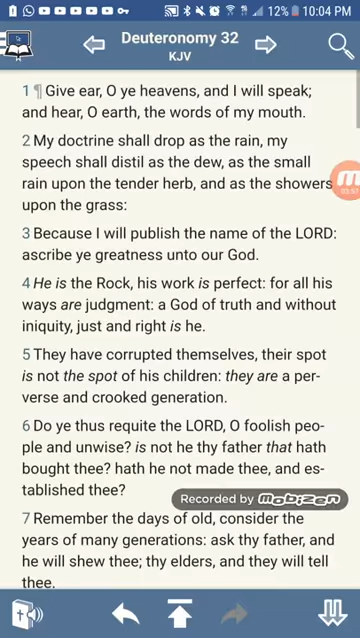 12% 10:04 PM
Deuteronomy 32
KJV
1 ¶ Give ear, O ye heavens, and I will speak;
and hear, O earth, the words of my mouth.
2 My doctrine shall drop as the rain, my
speech shall distil as the dew, as the small
rain upon the tender herb, and as the showers
upon the grass:
3 Because I will publish the name of the LORD:
ascribe ye greatness unto our God.
4 He is the Rock, his work is perfect: for all his
ways are judgment: a God of truth and without
iniquity, just and right is he.
5 They have corrupted themselves, their spot
is not the spot of his children: they are a per-
verse and crooked generation.
6 Do ye thus requite the LORD, O foolish peo-
ple and unwise? is not he thy father that hath
bought thee? hath he not made thee, and es-
tablished thee?
Recorded by mobizen
7 Remember the days of old, consider the
years of many generations: ask thy father, and
he will shew thee; thy elders, and they will tell
thee.